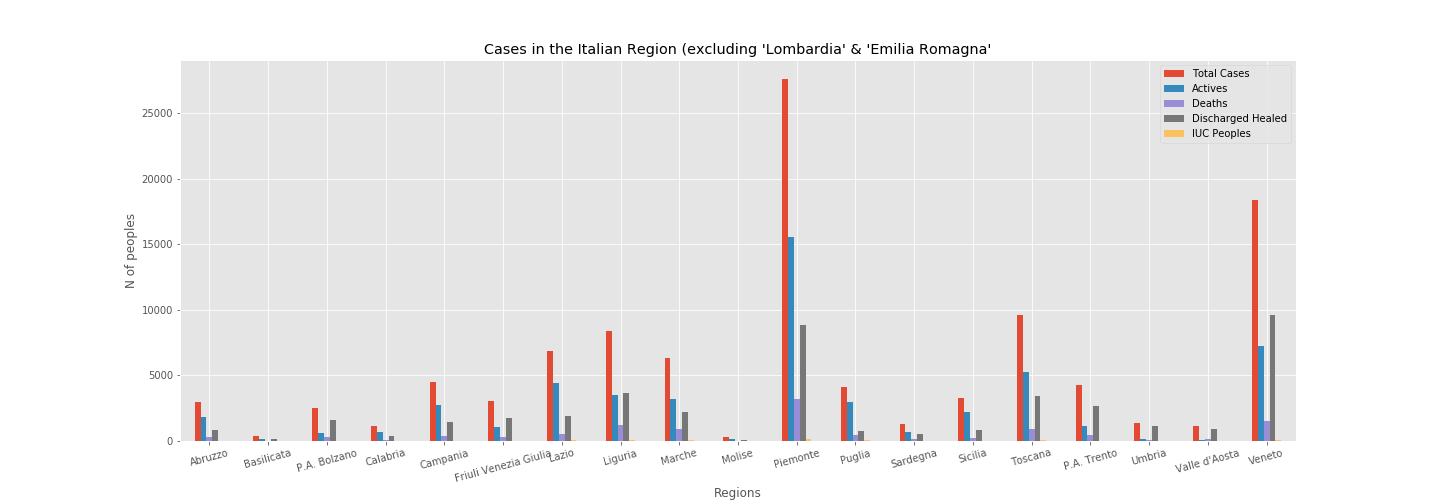 Cases in the Italian Region (excluding 'Lombardia' & 'Emilia Romagna'
Total Cases
Actives
Deaths
Discharged Healed
IUC Peoples
N of peoples
25000
20000
15000
10000
5000
0
Abruzzo
Basilicata
P.A. Bolzano
Calabria
Campania
Friuli Venezia Giulia
Lazio
Liguria
Marche
Molise
Piemonte
Puglia
Sardegna
Sicilia
Toscana
P.A. Trento
Umbria
Valle d'Aosta
Veneto
Regions